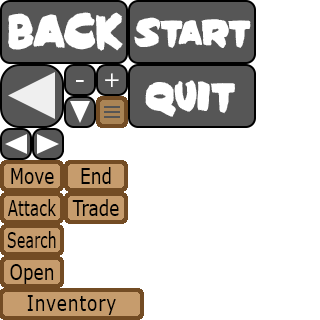 BACK START
- +
QUIT
Move End
Attack Trade
Search
Open
Inventory